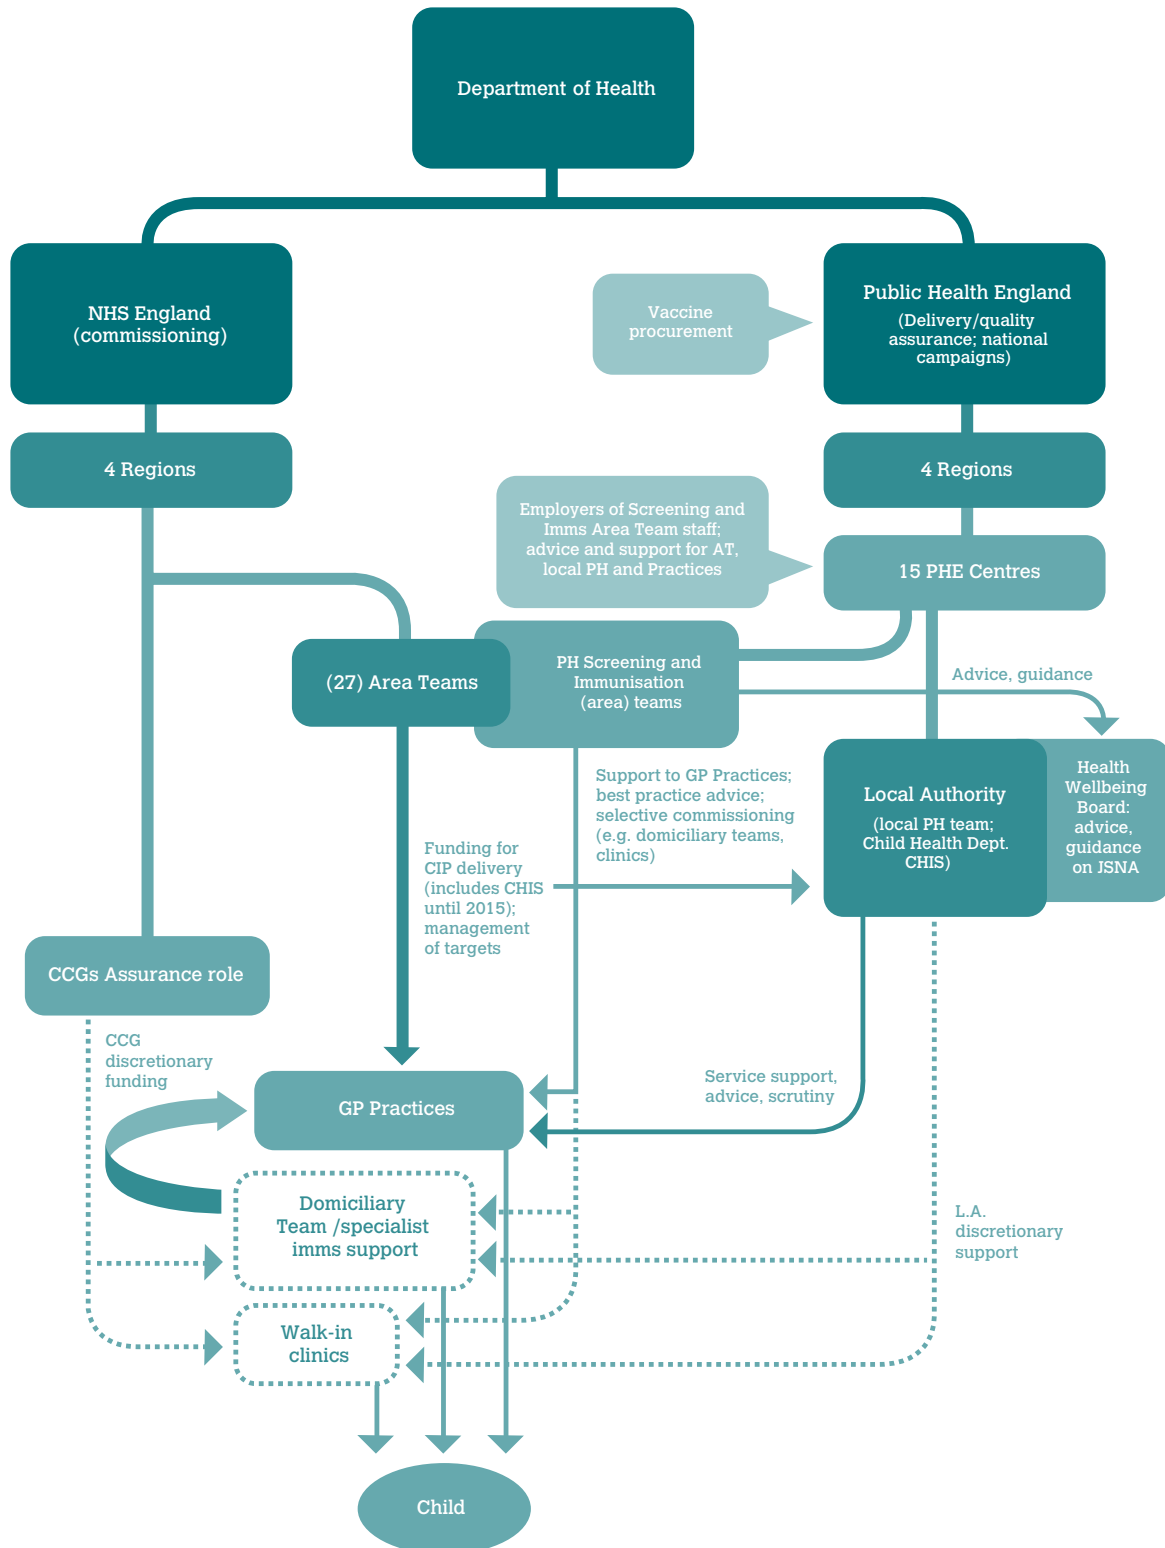 Department of Health
NHS England
(commissioning)
Vaccine
procurement
Public Health England
(Delivery/quality
assurance; national
campaigns)
4 Regions
4 Regions
Employers of Screening and
Imms Area Team staff;
advice and support for AT,
local PH and Practices
15 PHE Centres
(27) Area Teams
PH Screening and
Immunisation
(area) teams
Advice, guidance
Support to GP Practices;
best practice advice;
selective commissioning
(e.g. domiciliary teams,
clinics)
Local Authority
(local PH team;
Child Health Dept.
CHIS)
Health
Wellbeing
Board:
advice,
guidance
on JSNA
Funding for
CIP delivery
(includes CHIS
until 2015);
management
of targets
CCGs Assurance role
CCG
discretionary
funding
GP Practices
Service support,
advice, scrutiny
Domiciliary
Team /specialist
imms support
L.A.
discretionary
support
Walk-in
clinics
Child